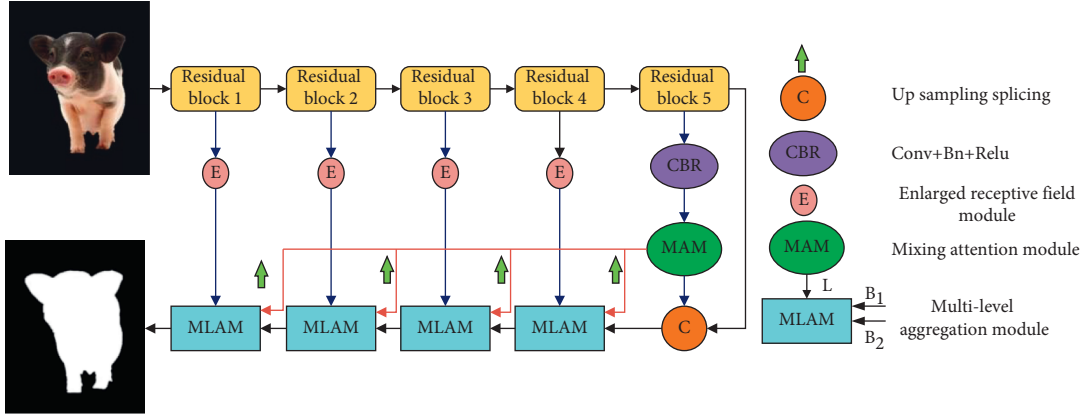 Residual block 1
Residual block 2
Residual block 3
Residual block 4
Residual block 5
E
E
E
E
CBR
MAM
MLAM
MLAM
MLAM
MLAM
C
C
Up sampling splicing
CBR
Conv+Bn+Relu
E
Enlarged receptive field
module
MAM
Mixing attention module
L
B1
MLAM
Multi-level
aggregation module
B2